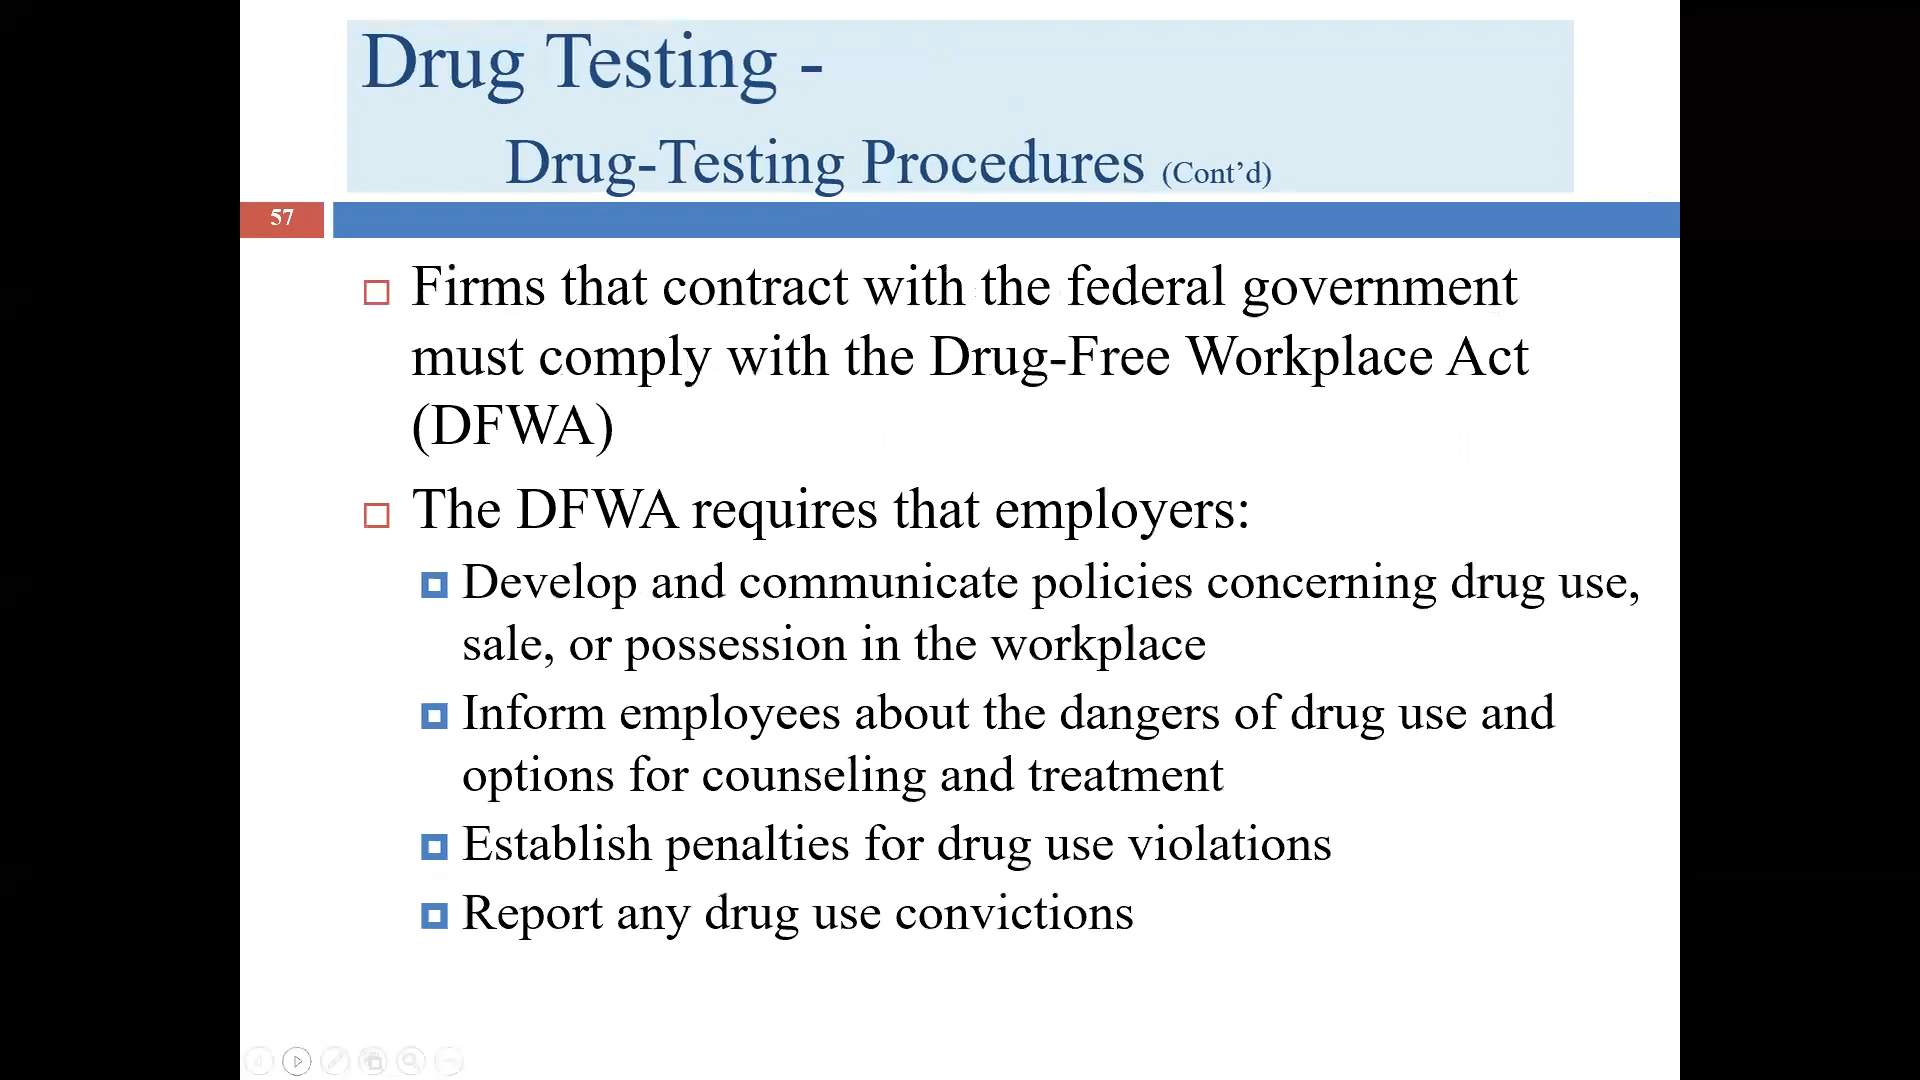 Drug Testing -
Drug-Testing Procedures (Cont’d)
57
Firms that contract with the federal government
must comply with the Drug-Free Workplace Act
(DFWA)
The DFWA requires that employers:
Develop and communicate policies concerning drug use,
sale, or possession in the workplace
Inform employees about the dangers of drug use and
options for counseling and treatment
Establish penalties for drug use violations
Report any drug use convictions